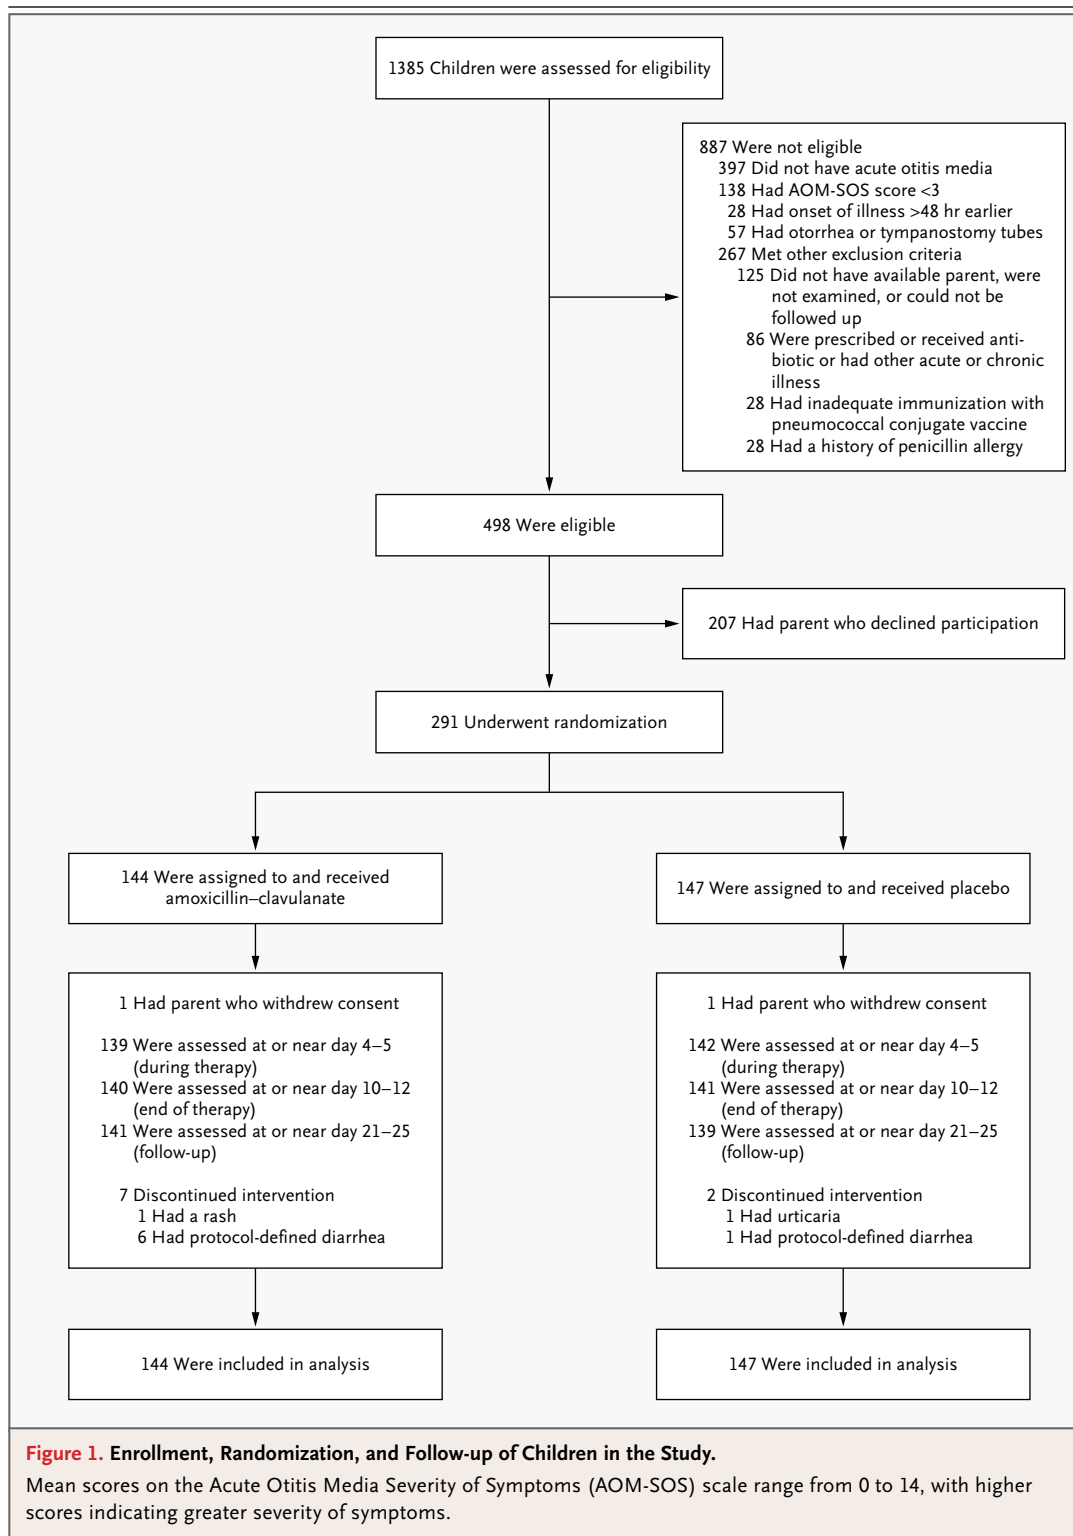 1385 Children were assessed for eligibility
887 Were not eligible
397 Did not have acute otitis media
138 Had AOM-SOS score <3
28 Had onset of illness >48 hr earlier
57 Had otorrhea or tympanostomy tubes
267 Met other exclusion criteria
125 Did not have available parent, were
not examined, or could not be
followed up
86 Were prescribed or received anti-
biotic or had other acute or chronic
illness
28 Had inadequate immunization with
pneumococcal conjugate vaccine
28 Had a history of penicillin allergy
498 Were eligible
207 Had parent who declined participation
291 Underwent randomization
144 Were assigned to and received
amoxicillin–clavulanate
147 Were assigned to and received placebo
1 Had parent who withdrew consent
139 Were assessed at or near day 4–5
(during therapy)
140 Were assessed at or near day 10–12
(end of therapy)
141 Were assessed at or near day 21–25
(follow-up)
7 Discontinued intervention
1 Had a rash
6 Had protocol-defined diarrhea
1 Had parent who withdrew consent
142 Were assessed at or near day 4–5
(during therapy)
141 Were assessed at or near day 10–12
(end of therapy)
139 Were assessed at or near day 21–25
(follow-up)
2 Discontinued intervention
1 Had urticaria
1 Had protocol-defined diarrhea
144 Were included in analysis
147 Were included in analysis
Figure 1. Enrollment, Randomization, and Follow-up of Children in the Study.
Mean scores on the Acute Otitis Media Severity of Symptoms (AOM-SOS) scale range from 0 to 14, with higher
scores indicating greater severity of symptoms.